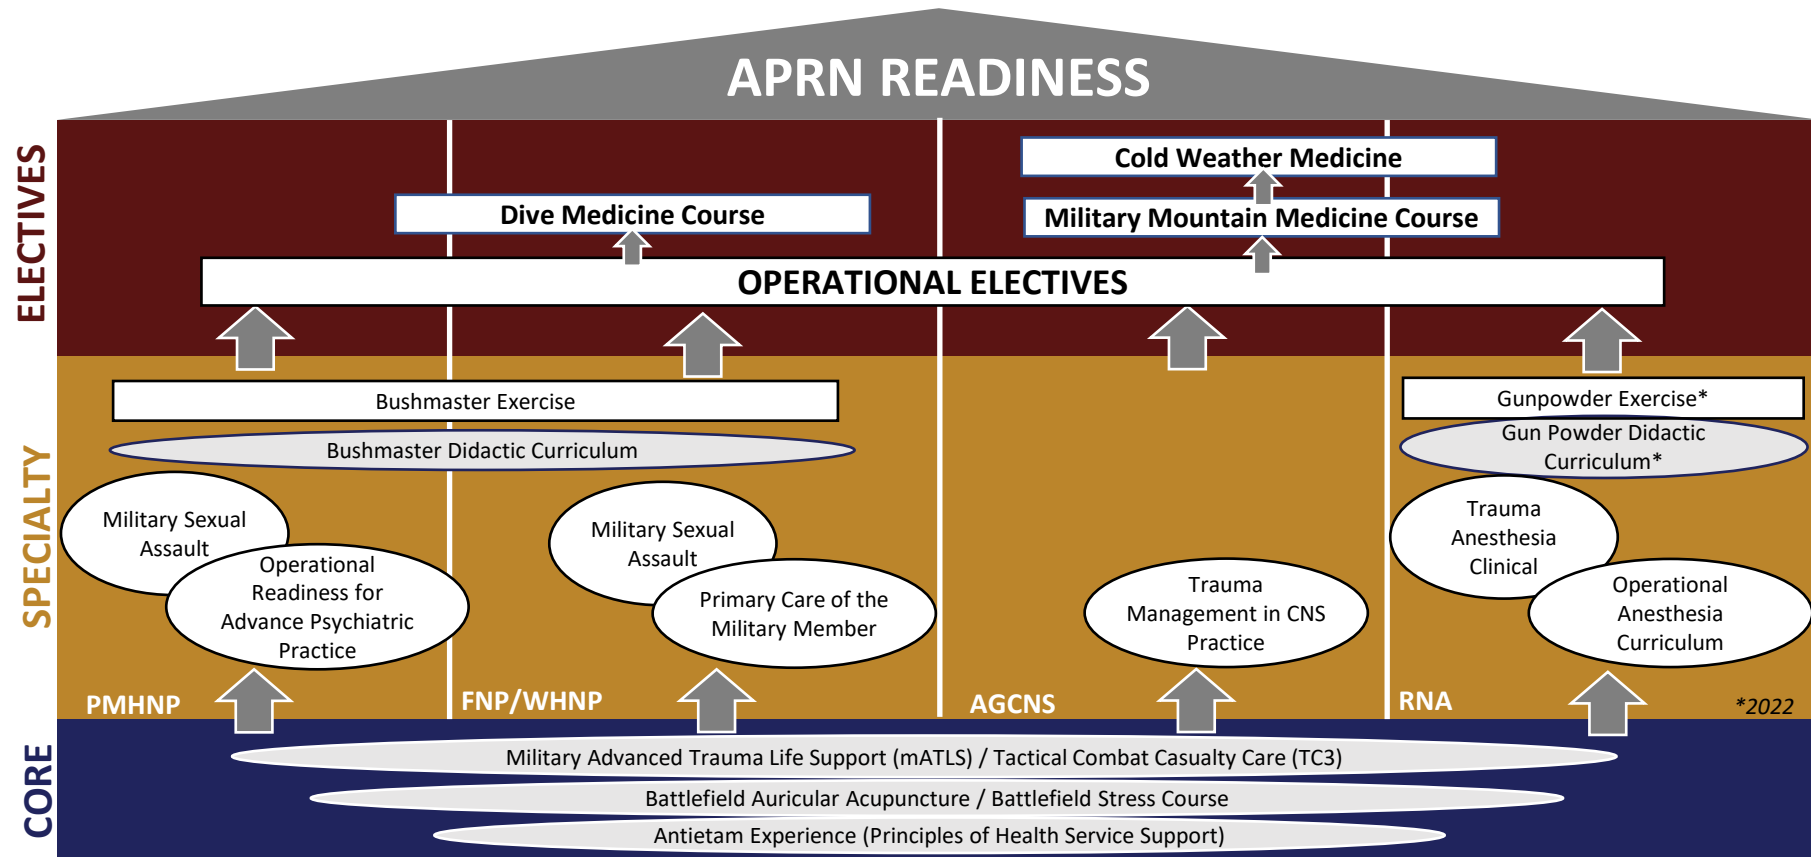 APRN READINESS
ELECTIVES
Cold Weather Medicine
Dive Medicine Course
Military Mountain Medicine Course
OPERATIONAL ELECTIVES
SPECIALTY
Bushmaster Exercise
Bushmaster Didactic Curriculum
Military Sexual
Assault
Operational
Readiness for
Advance Psychiatric
Practice
PMHNP
Military Sexual
Assault
Primary Care of the
Military Member
FNP/WHNP
Trauma
Management in CNS
Practice
AGCNS
Gunpowder Exercise*
Gun Powder Didactic
Curriculum*
Trauma
Anesthesia
Clinical
Operational
Anesthesia
Curriculum
RNA
*2022
CORE
Military Advanced Trauma Life Support (mATLS) / Tactical Combat Casualty Care (TC3)
Battlefield Auricular Acupuncture / Battlefield Stress Course
Antietam Experience (Principles of Health Service Support)